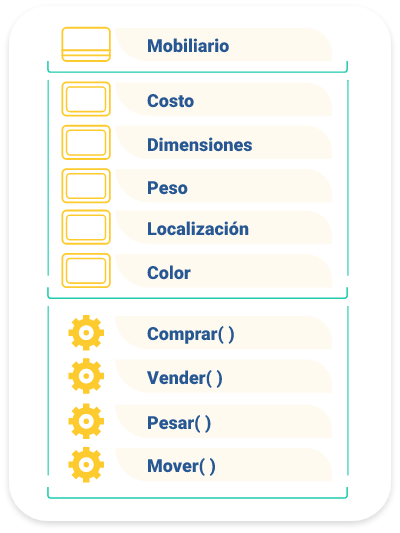 Mobiliario
Costo
Dimensiones
Peso
Localización
Color
Comprar( )
Vender( )
Pesar( )
Mover( )